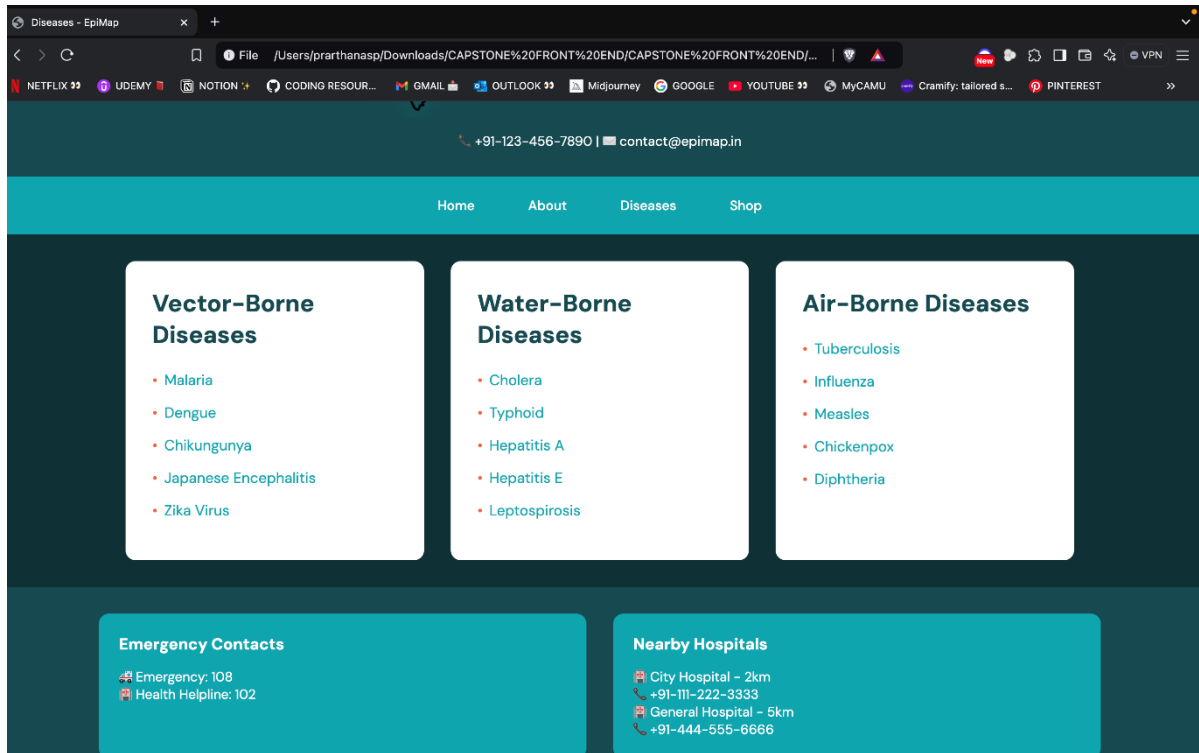 Diseases - EpiMap
File /Users/prarthanasp/Downloads/CAPSTONE%20FRONT%20END/CAPSTONE%20FRONT%20END/...
New
VPN
NETFLIX
UDEMY
NOTION
CODING RESOUR...
GMAIL
OUTLOOK
Midjourney
GOOGLE
YOUTUBE
MyCAMU
Cramify: tailored s...
PINTEREST
+91-123-456-7890 | ✉️ contact@epimap.in
Home
About
Diseases
Shop
Vector-Borne
Diseases
• Malaria
• Dengue
• Chikungunya
• Japanese Encephalitis
• Zika Virus
Water-Borne
Diseases
• Cholera
• Typhoid
• Hepatitis A
• Hepatitis E
• Leptospirosis
Air-Borne Diseases
• Tuberculosis
• Influenza
• Measles
• Chickenpox
• Diphtheria
Emergency Contacts
🚑 Emergency: 108
🏥 Health Helpline: 102
Nearby Hospitals
🏥 City Hospital - 2km
📞 +91-111-222-3333
🏥 General Hospital - 5km
📞 +91-444-555-6666